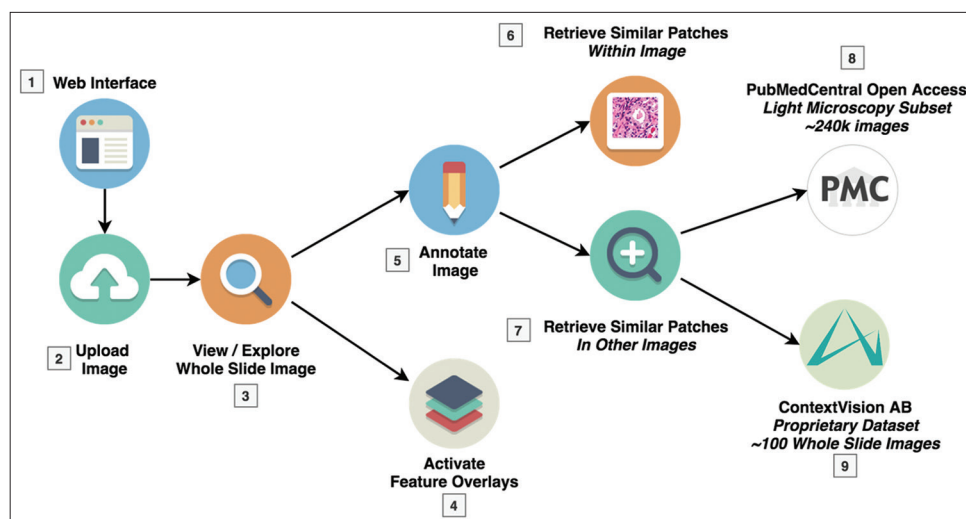 1 Web Interface
2 Upload
Image
View / Explore
Whole Slide Image
3
Activate
Feature Overlays
4
5 Annotate
Image
6 Retrieve Similar Patches
Within Image
7 Retrieve Similar Patches
In Other Images
8
PubMedCentral Open Access
Light Microscopy Subset
~240k images
PMC
ContextVision AB
Proprietary Dataset
~100 Whole Slide Images
9